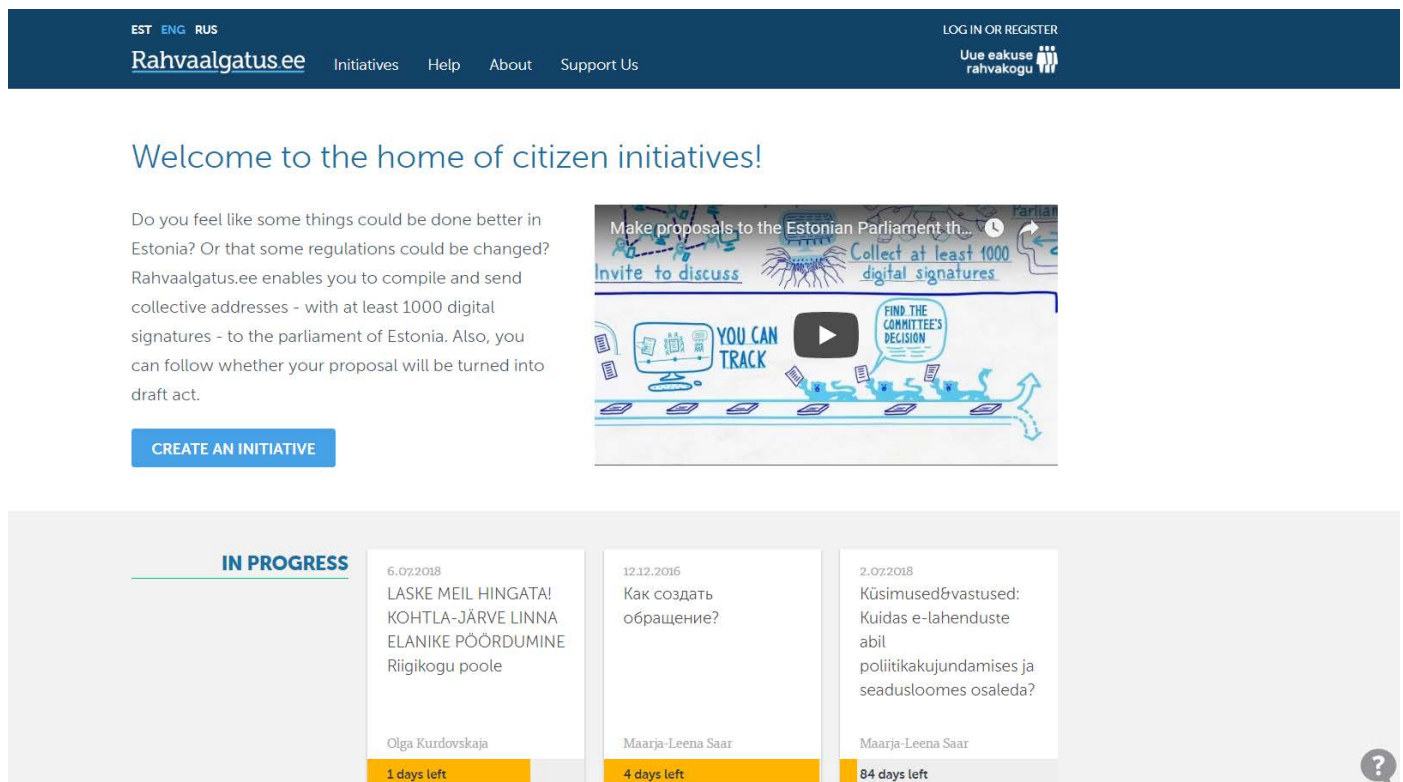 EST ENG RUS
LOG IN OR REGISTER
Rahvaalgatus.ee
Initiatives
Help
About
Support Us
Uue eakuse
rahvakogu
Welcome to the home of citizen initiatives!
Do you feel like some things could be done better in
Estonia? Or that some regulations could be changed?
Rahvaalgatus.ee enables you to compile and send
collective addresses - with at least 1000 digital
signatures - to the parliament of Estonia. Also, you
can follow whether your proposal will be turned into
draft act.
CREATE AN INITIATIVE
Make proposals to the Estonian Parliament th...
Invite to discuss
Collect at least 1000
digital signatures
YOU CAN
TRACK
FIND THE
COMMITTEE'S
DECISION
IN PROGRESS
6.07.2018
LASKE MEIL HINGATA!
KOHTLA-JÄRVE LINNA
ELANIKE PÖÖRDUMINE
Riigikogu poole
Olga Kurdovskaja
1 days left
12.12.2016
Как создать
обращение?
Maarja-Leena Saar
4 days left
2.07.2018
Küsimused&vastused:
Kuidas e-lahenduste
abil
poliitikakujundamises ja
seadusloomes osaleda?
Maarja-Leena Saar
84 days left
?